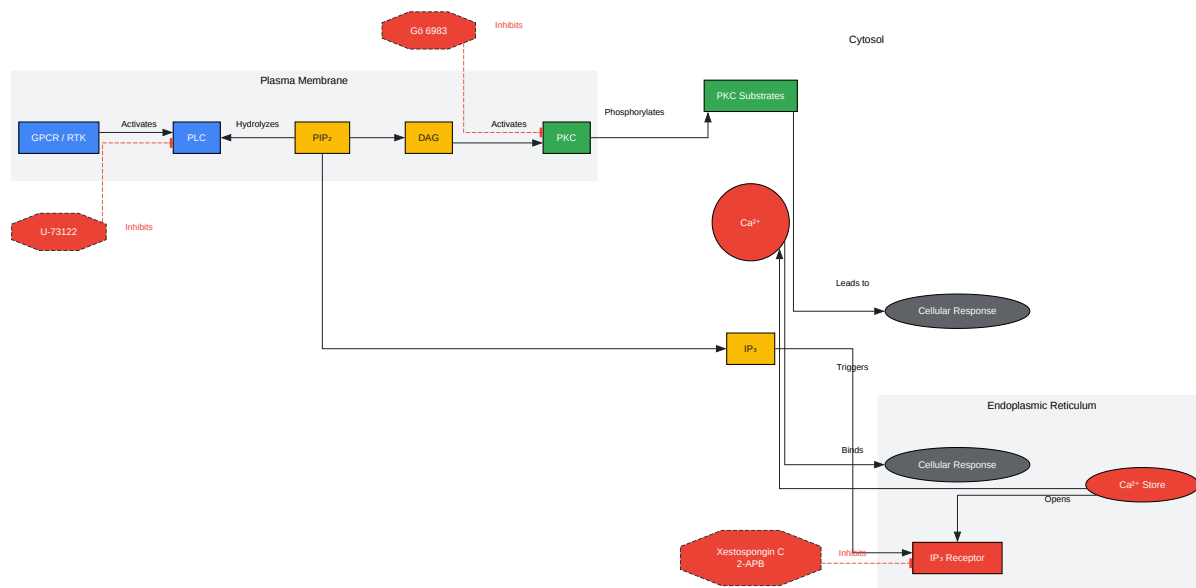 Gö 6983
Inhibits
Cytosol
Plasma Membrane
PKC Substrates
Phosphorylates
GPCR / RTK
Activates
PLC
Hydrolyzes
PIP₂
DAG
Activates
PKC
U-73122
Inhibits
Ca²⁺
Leads to
Cellular Response
IP₃
Triggers
Endoplasmic Reticulum
Binds
Cellular Response
Ca²⁺ Store
Opens
Xestospongin C
2-APB
Inhibits
IP₃ Receptor